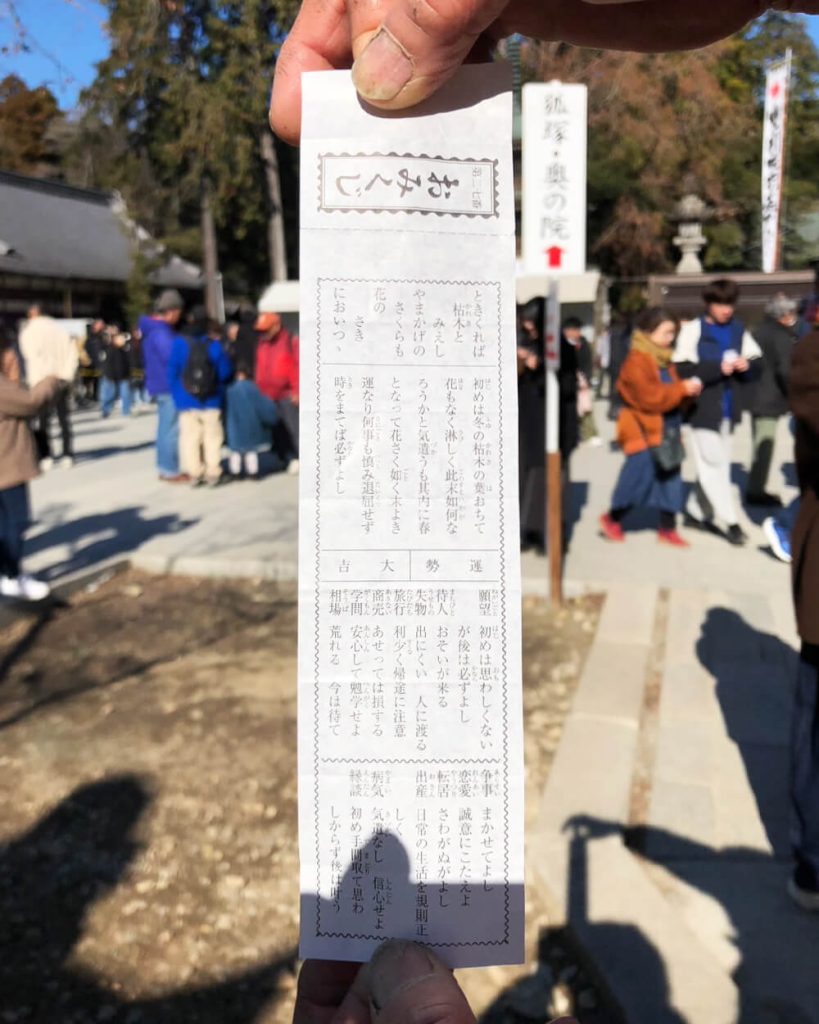 おみくじ
第二七番
ときくれば
枯木と
みえし
やまかげの
さくらも
花の
さき
においつゝ
初めは冬の枯木の葉おちて
花もなく淋しく此末如何な
ろうかと気遣うも其内に春
となって花さく如く末よき
運なり何事も慎み退屈せず
時をまてば必ずよし
運勢 大吉
願望 初めは思わしくない
が後は必ずよし
待人 おそいが来る
失物 出にくい 人に渡る
旅行 利少く帰途に注意
商売 あせっては損する
学問 安心して勉学せよ
相場 荒れる 今は待て
争事 まかせてよし
恋愛 誠意にこたえよ
転居 さわがぬがよし
出産 日常の生活を規則正
しく
病気 気遣なし 信心せよ
縁談 初め手間取て思わ
しからず後は叶う
狐塚・奥の院